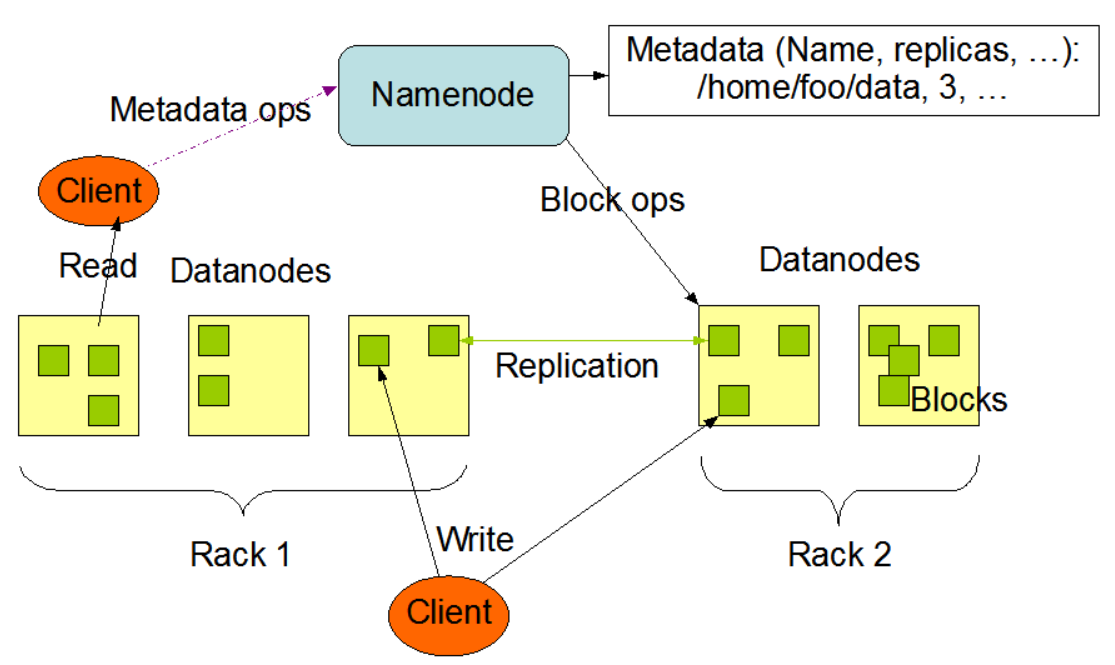 Metadata (Name, replicas, …):
/home/foo/data, 3, …
Namenode
Metadata ops
Client
Block ops
Read
Datanodes
Datanodes
Replication
Blocks
Write
Rack 1
Rack 2
Client